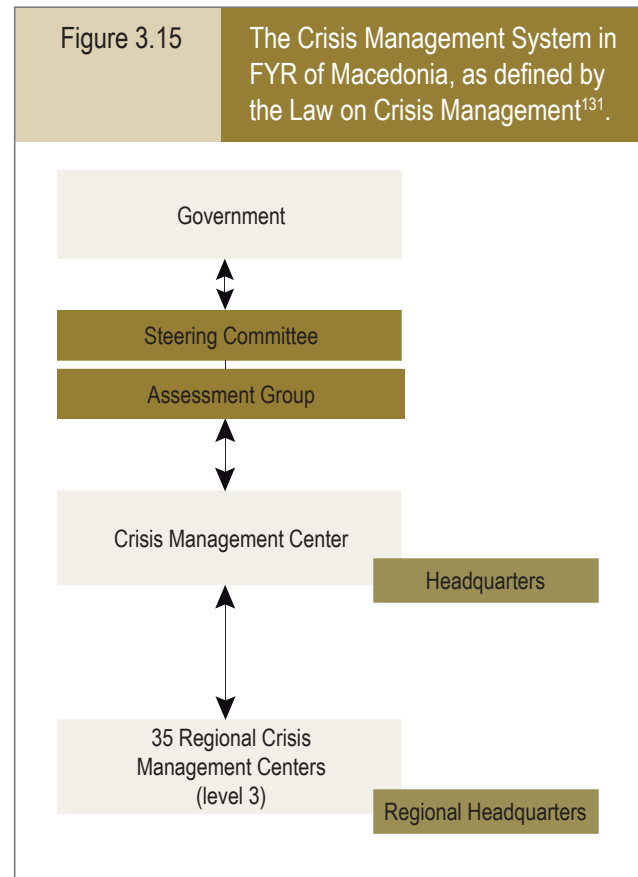 Figure 3.15
The Crisis Management System in
FYR of Macedonia, as defined by
the Law on Crisis Management¹³¹.
Government
Steering Committee
Assessment Group
Crisis Management Center
Headquarters
35 Regional Crisis
Management Centers
(level 3)
Regional Headquarters